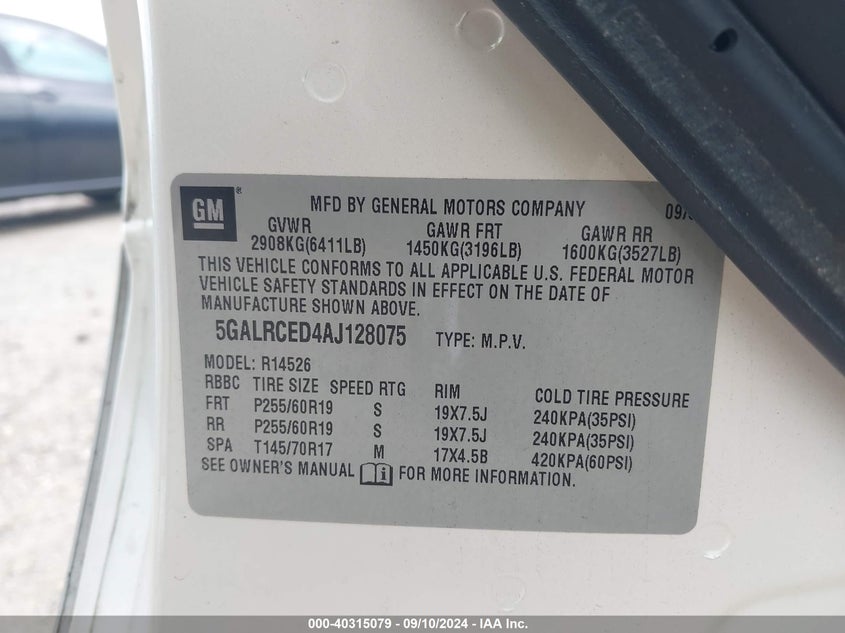 GM ®
MFD BY GENERAL MOTORS COMPANY
GVWR GAWR FRT GAWR RR
2908KG(6411LB) 1450KG(3196LB) 1600KG(3527LB)
THIS VEHICLE CONFORMS TO ALL APPLICABLE U.S. FEDERAL MOTOR
VEHICLE SAFETY STANDARDS IN EFFECT ON THE DATE OF
MANUFACTURE SHOWN ABOVE.
5GALRCED4AJ128075 TYPE: M.P.V.
MODEL: R14526
RBBC TIRE SIZE SPEED RTG RIM COLD TIRE PRESSURE
FRT P255/60R19 S 19X7.5J 240KPA(35PSI)
RR P255/60R19 S 19X7.5J 240KPA(35PSI)
SPA T145/70R17 M 17X4.5B 420KPA(60PSI)
SEE OWNER'S MANUAL i FOR MORE INFORMATION.
000-40315079 - 09/10/2024 - IAA Inc.